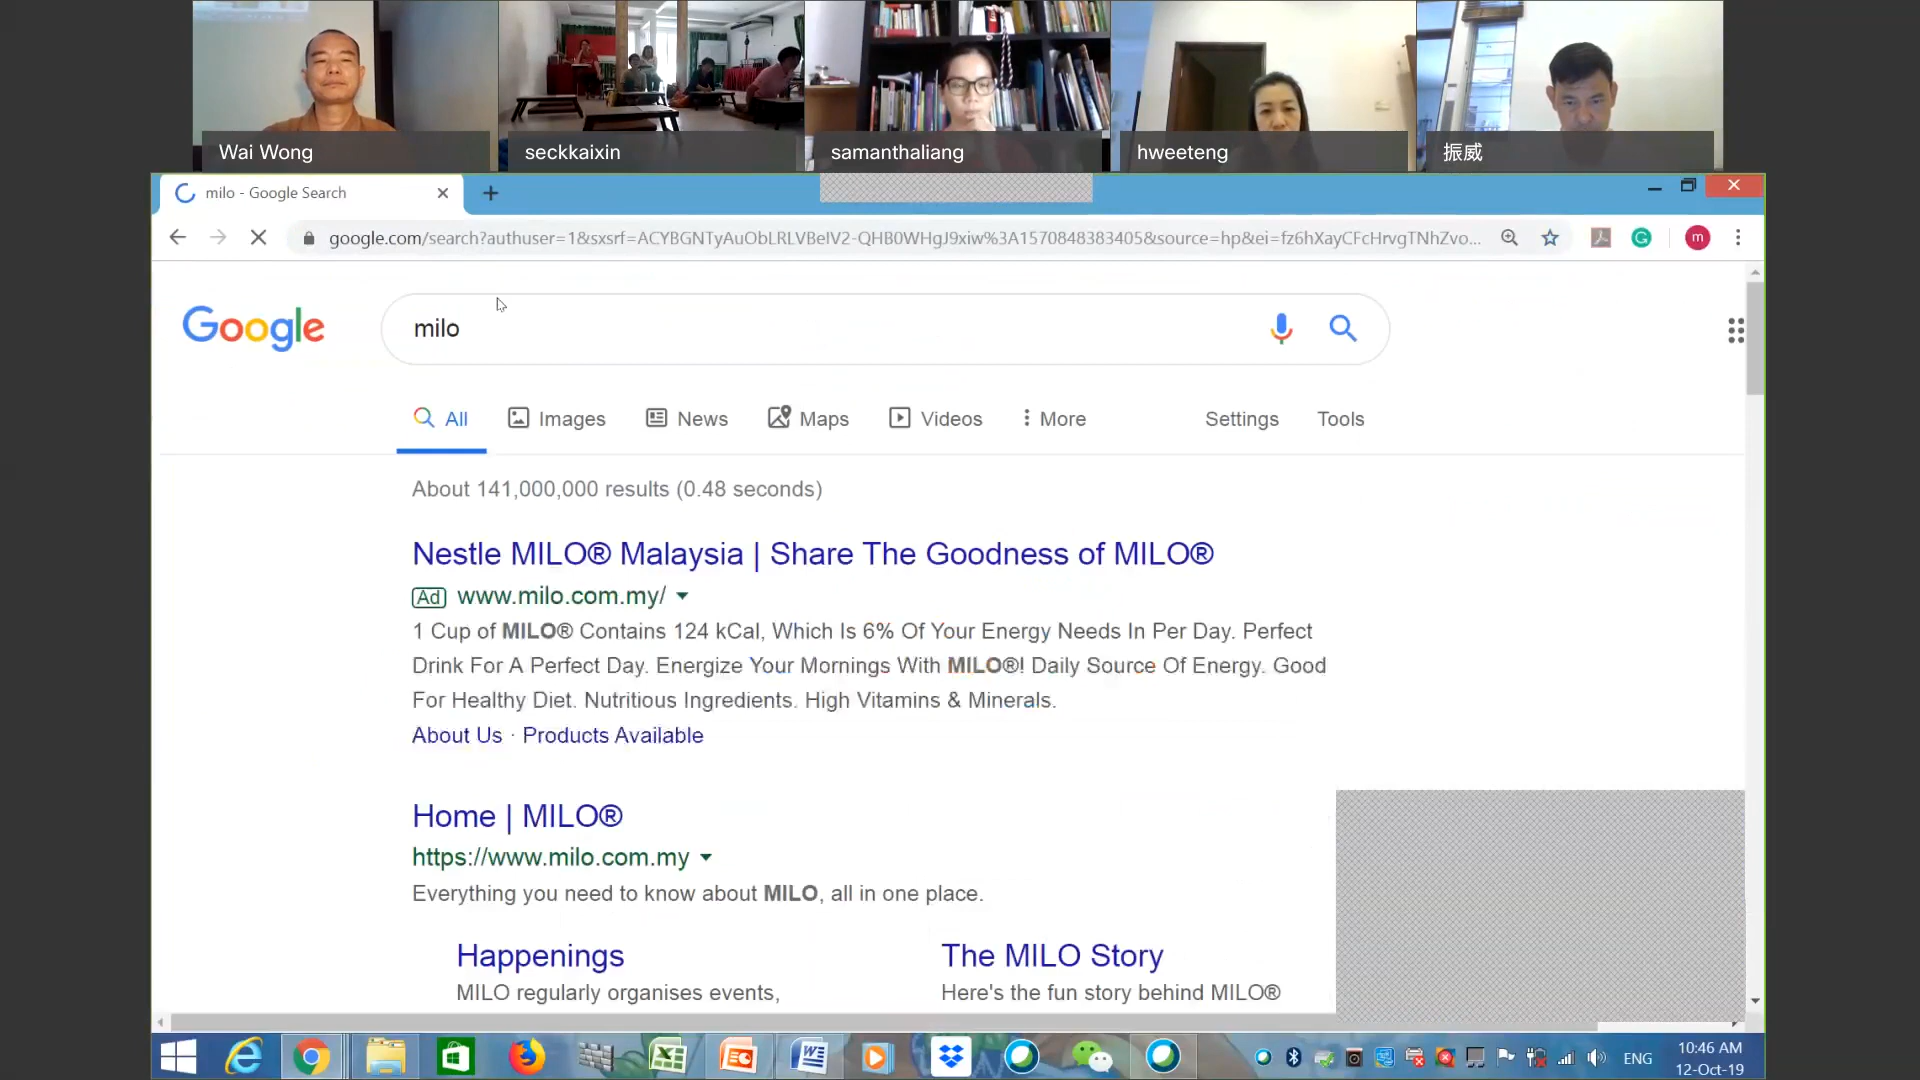 Wai Wong
seckkaixin
samanthaliang
hweeteng
振威
milo - Google Search
google.com/search?authuser=1&sxsrf=ACYBGNTyAuObLRLVBeIV2-QHB0WHgJ9xiw%3A1570848383405&source=hp&ei=fz6hXayCFcHrvgTNhZvo...
m
Google
milo
All
Images
News
Maps
Videos
More
Settings
Tools
About 141,000,000 results (0.48 seconds)
Nestle MILO® Malaysia | Share The Goodness of MILO®
Ad www.milo.com.my/
1 Cup of MILO® Contains 124 kCal, Which Is 6% Of Your Energy Needs In Per Day. Perfect
Drink For A Perfect Day. Energize Your Mornings With MILO®! Daily Source Of Energy. Good
For Healthy Diet. Nutritious Ingredients. High Vitamins & Minerals.
About Us · Products Available
Home | MILO®
https://www.milo.com.my
Everything you need to know about MILO, all in one place.
Happenings
MILO regularly organises events,
The MILO Story
Here's the fun story behind MILO®
ENG
10:46 AM
12-Oct-19